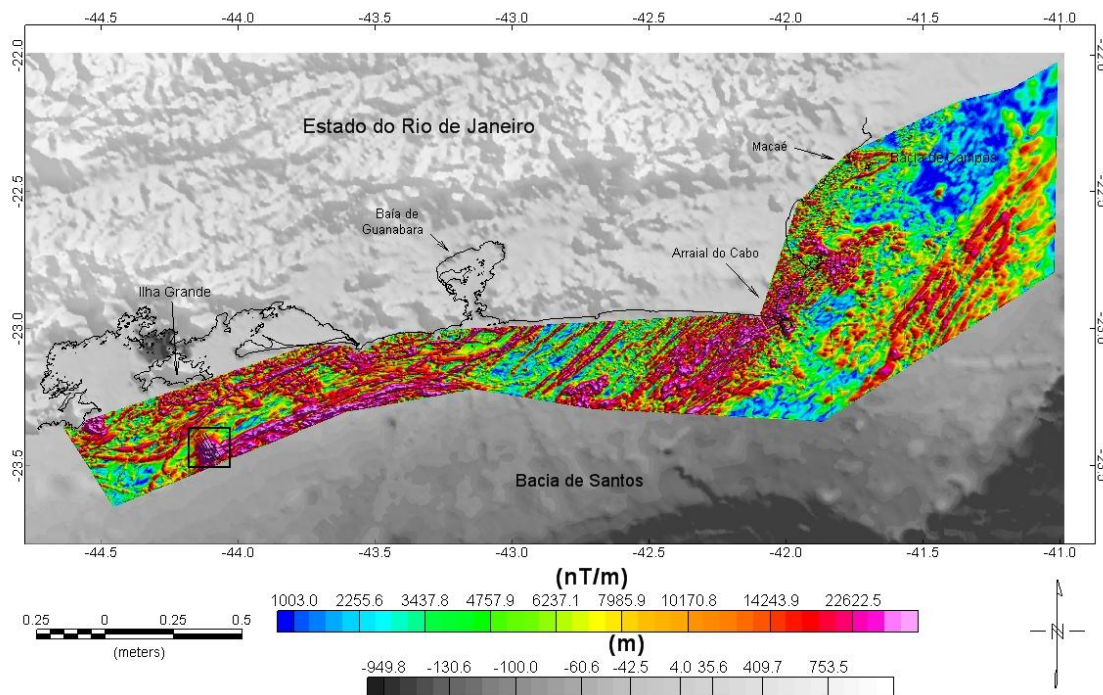 -44.5 -44.0 -43.5 -43.0 -42.5 -42.0 -41.5 -41.0
-22.0
Estado do Rio de Janeiro
Macaé
Bacia de Campos
-22.5
Baía de
Guanabara
Arraial do Cabo
Ilha Grande
-23.0
-23.5
Bacia de Santos
-44.5 -44.0 -43.5 -43.0 -42.5 -42.0 -41.5 -41.0
(nT/m)
1003.0 2555.6 3437.8 4757.9 6237.1 7985.9 10170.8 14243.9 22622.5
0.25 0 0.25 0.5
(meters)
(m)
-949.8 -130.6 -100.0 -60.6 -42.5 4.0 35.6 409.7 753.5
N